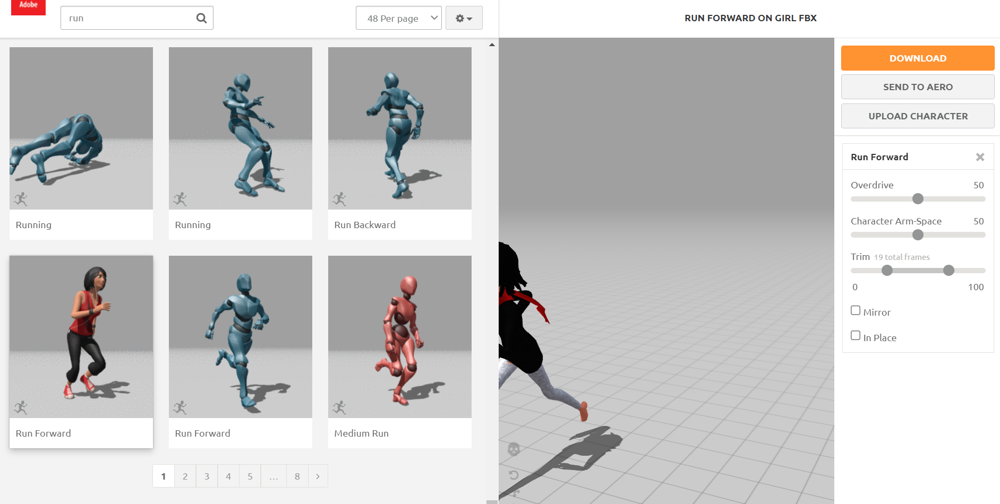 Adobe
run
48 Per page
RUN FORWARD ON GIRL FBX
Running
Running
Run Backward
Run Forward
Run Forward
Medium Run
1 2 3 4 5 ... 8 >
DOWNLOAD
SEND TO AERO
UPLOAD CHARACTER
Run Forward
Overdrive 50
Character Arm-Space 50
Trim 19 total frames
0 100
Mirror
In Place